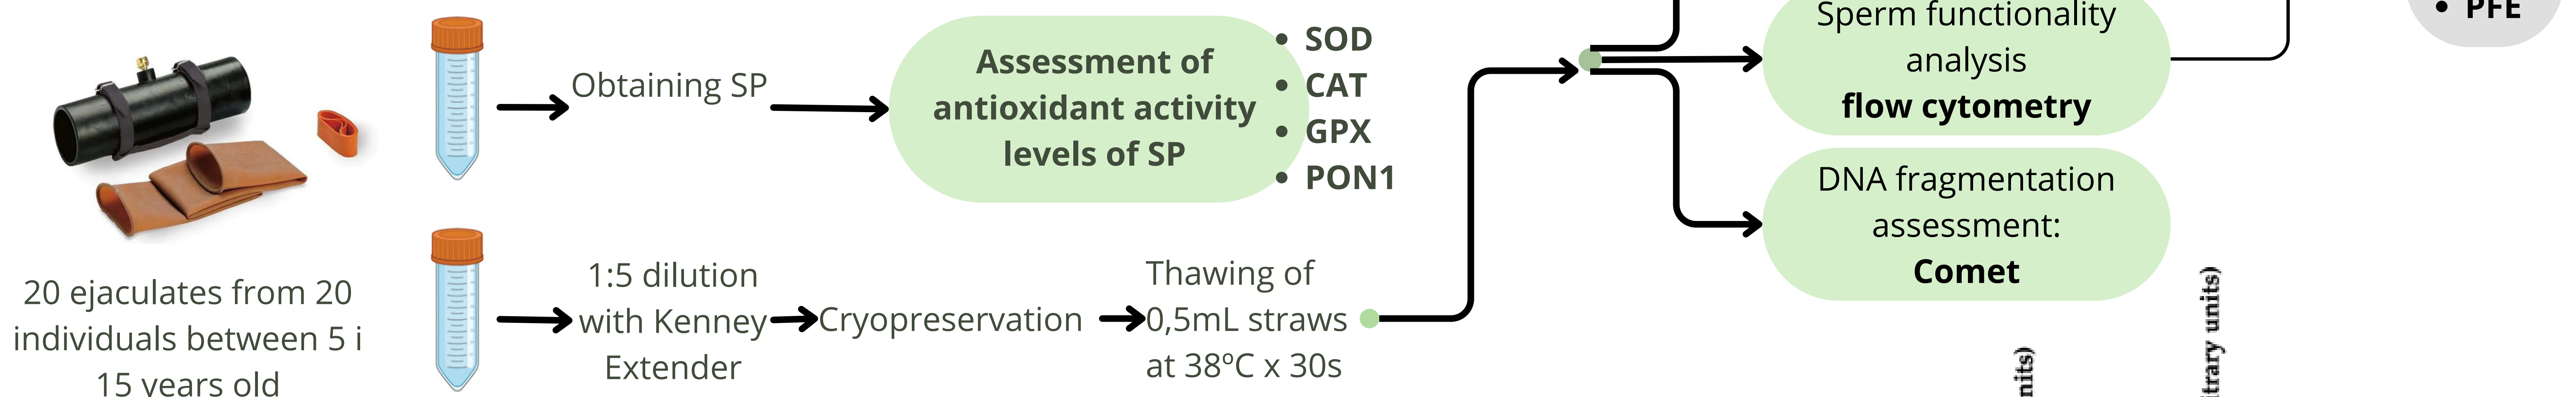 20 ejaculates from 20
individuals between 5 i
15 years old
Obtaining SP
Assessment of
antioxidant activity
levels of SP
• SOD
• CAT
• GPX
• PON1
1:5 dilution
with Kenney
Extender
Cryopreservation
Thawing of
0,5mL straws
at 38ºC x 30s
Sperm functionality
analysis
flow cytometry
DNA fragmentation
assessment:
Comet
• PFE
units)